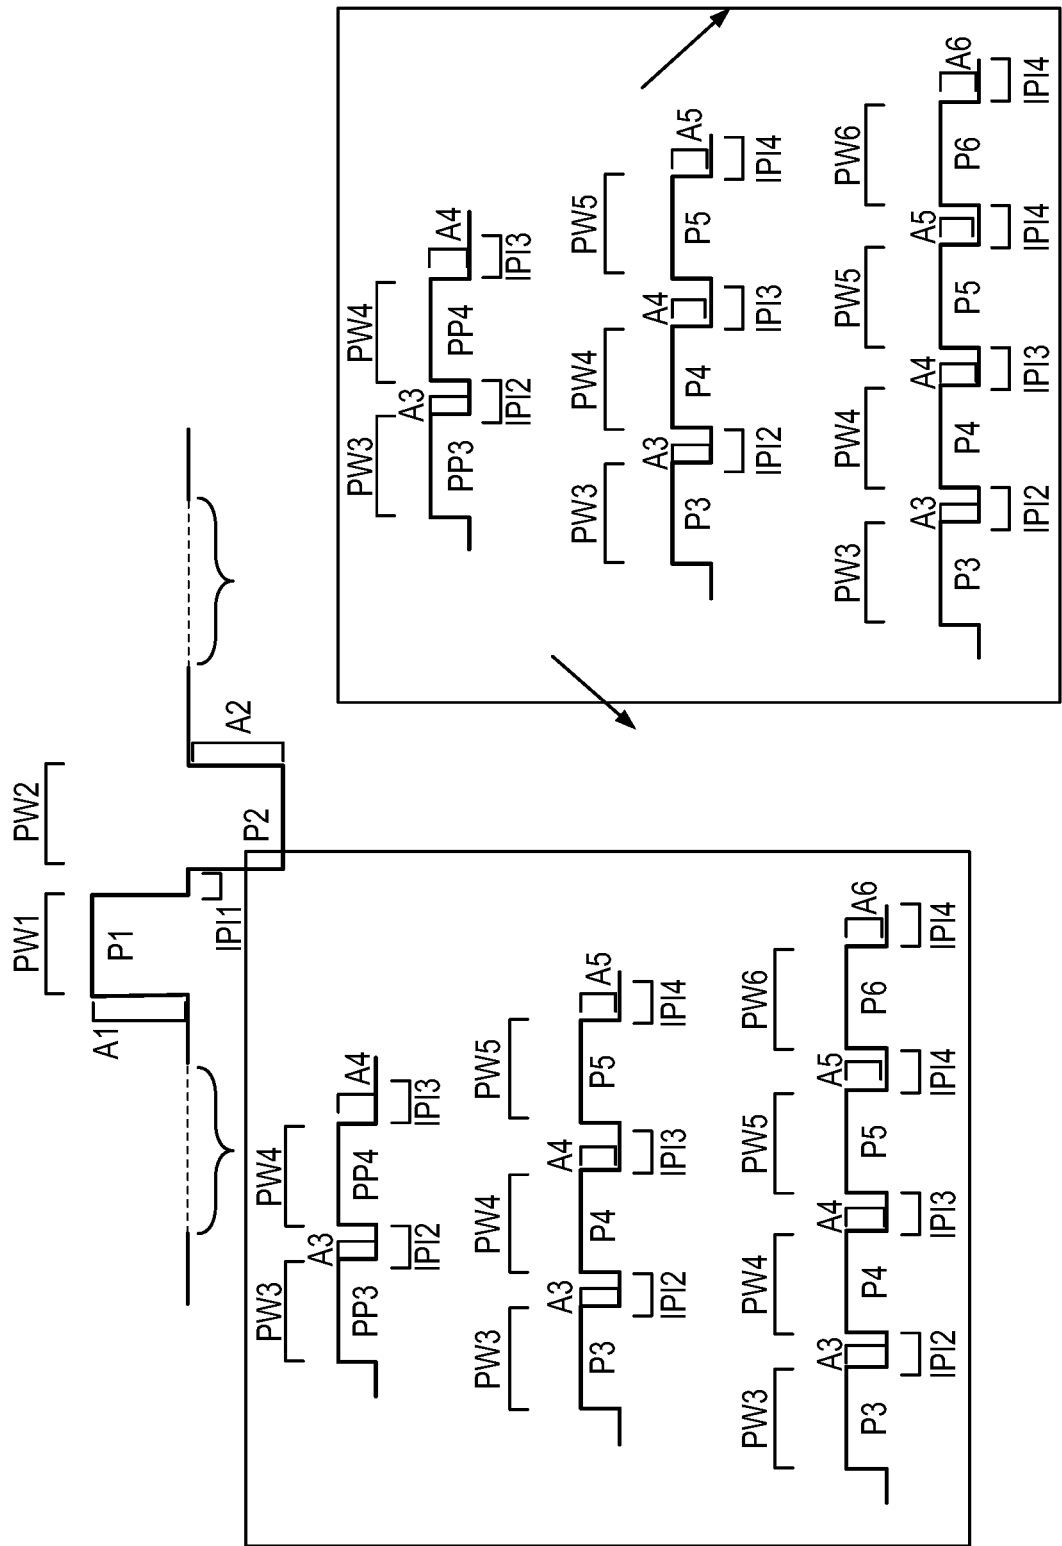 PW1 PW2
A1 P1
IPI1 A2
P2
PW3 PW4
A3 A4
PP3 PP4
IPI2 IPI3
PW3 PW4 PW5
A3 A4 A5
P3 P4 P5
IPI2 IPI3 IPI4
PW3 PW4 PW5 PW6
A3 A4 A5 A6
P3 P4 P5 P6
IPI2 IPI3 IPI4 IPI4
PW3 PW4
A3 A4
PP3 PP4
IPI2 IPI3
PW3 PW4 PW5
A3 A4 A5
P3 P4 P5
IPI2 IPI3 IPI4
PW3 PW4 PW5 PW6
A3 A4 A5 A6
P3 P4 P5 P6
IPI2 IPI3 IPI4 IPI4